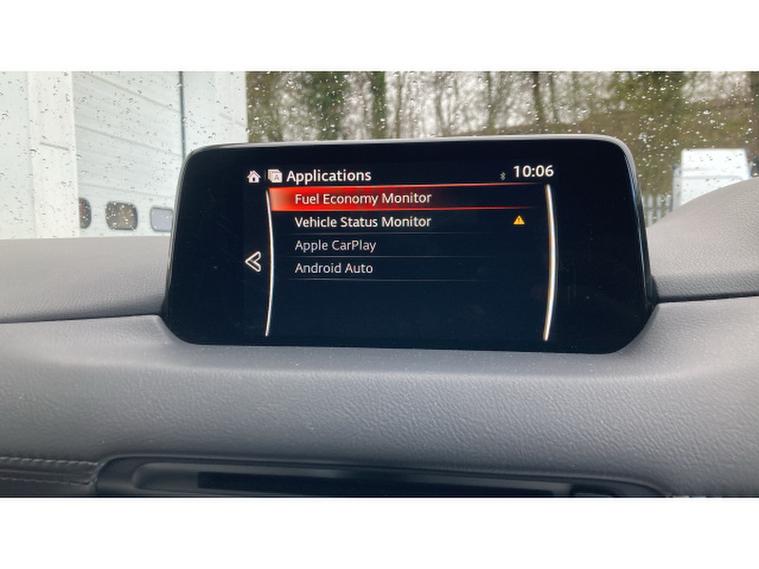 Applications 10:06
Fuel Economy Monitor
Vehicle Status Monitor
Apple CarPlay
Android Auto